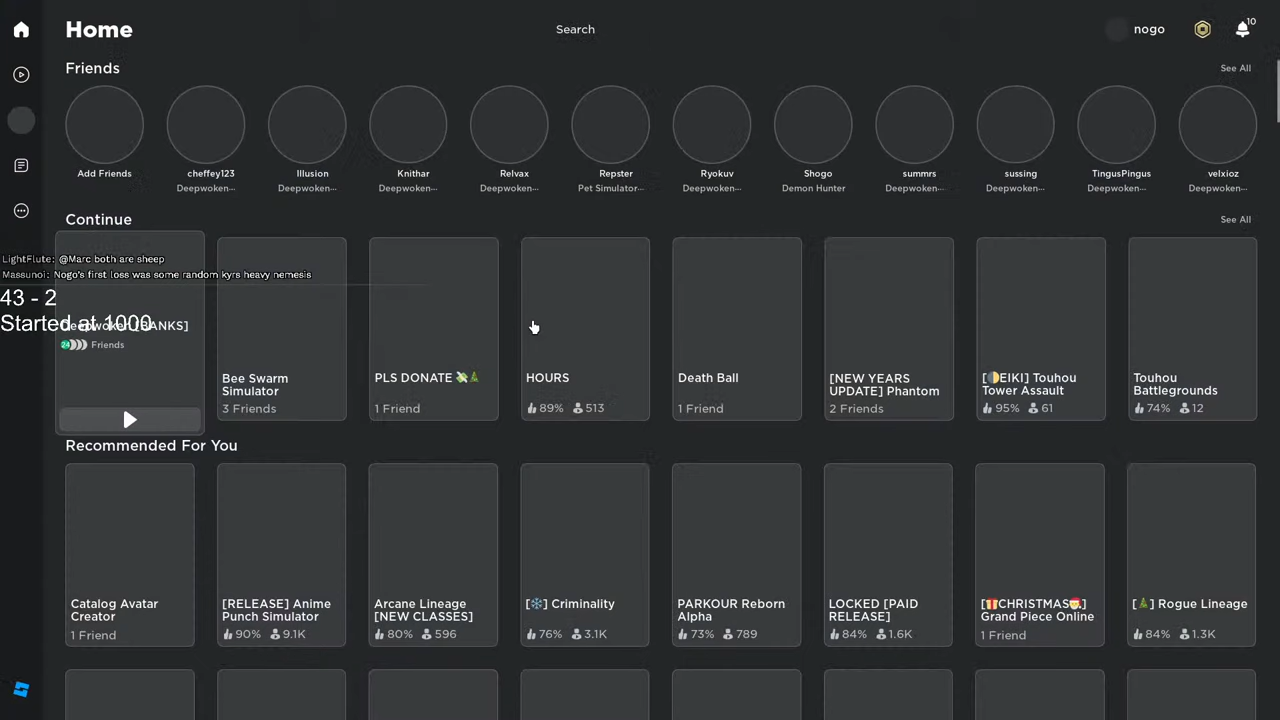 Home
Search
nogo
10
Friends
See All
Add Friends
cheffey123
Deepwoken...
Illusion
Deepwoken...
Knithar
Deepwoken...
Relvax
Deepwoken...
Repster
Pet Simulator...
Ryokuv
Deepwoken...
Shogo
Demon Hunter
summrs
Deepwoken...
sussing
Deepwoken...
TingusPingus
Deepwoken...
velxioz
Deepwoken...
Continue
See All
LightFlute: @Marc both are sheep
Massunoi: Nogo's first loss was some random kyrs heavy nemesis
43 - 2
Started at 1000
Deepwoken [BANKS]
24 Friends
Bee Swarm
Simulator
3 Friends
PLS DONATE 💸🎄
1 Friend
HOURS
89% 513
Death Ball
1 Friend
[NEW YEARS
UPDATE] Phantom
2 Friends
[🌗EIKI] Touhou
Tower Assault
95% 61
Touhou
Battlegrounds
74% 12
Recommended For You
Catalog Avatar
Creator
1 Friend
[RELEASE] Anime
Punch Simulator
90% 9.1K
Arcane Lineage
[NEW CLASSES]
80% 596
[❄️] Criminality
76% 3.1K
PARKOUR Reborn
Alpha
73% 789
LOCKED [PAID
RELEASE]
84% 1.6K
[🎁CHRISTMAS🎅]
Grand Piece Online
1 Friend
[🎄] Rogue Lineage
84% 1.3K